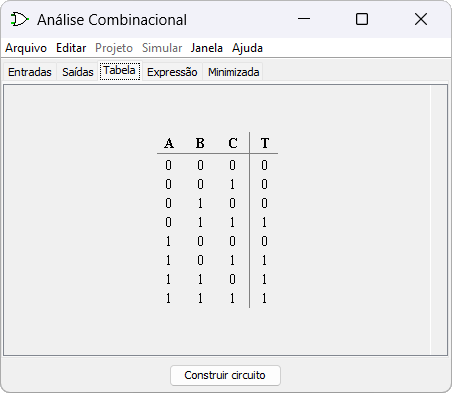 Análise Combinacional
Arquivo Editar Projeto Simular Janela Ajuda
Entradas Saídas Tabela Expressão Minimizada
A B C T
0 0 0 0
0 0 1 0
0 1 0 0
0 1 1 1
1 0 0 0
1 0 1 1
1 1 0 1
1 1 1 1
Construir circuito